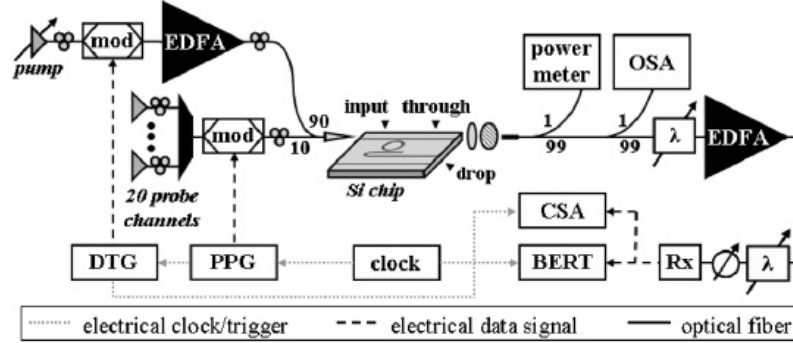 mod
EDFA
pump
power
meter
OSA
input
through
90
10
1
99
1
99
λ
EDFA
mod
20 probe
channels
Si chip
drop
CSA
DTG
PPG
clock
BERT
Rx
λ
electrical clock/trigger
electrical data signal
optical fiber